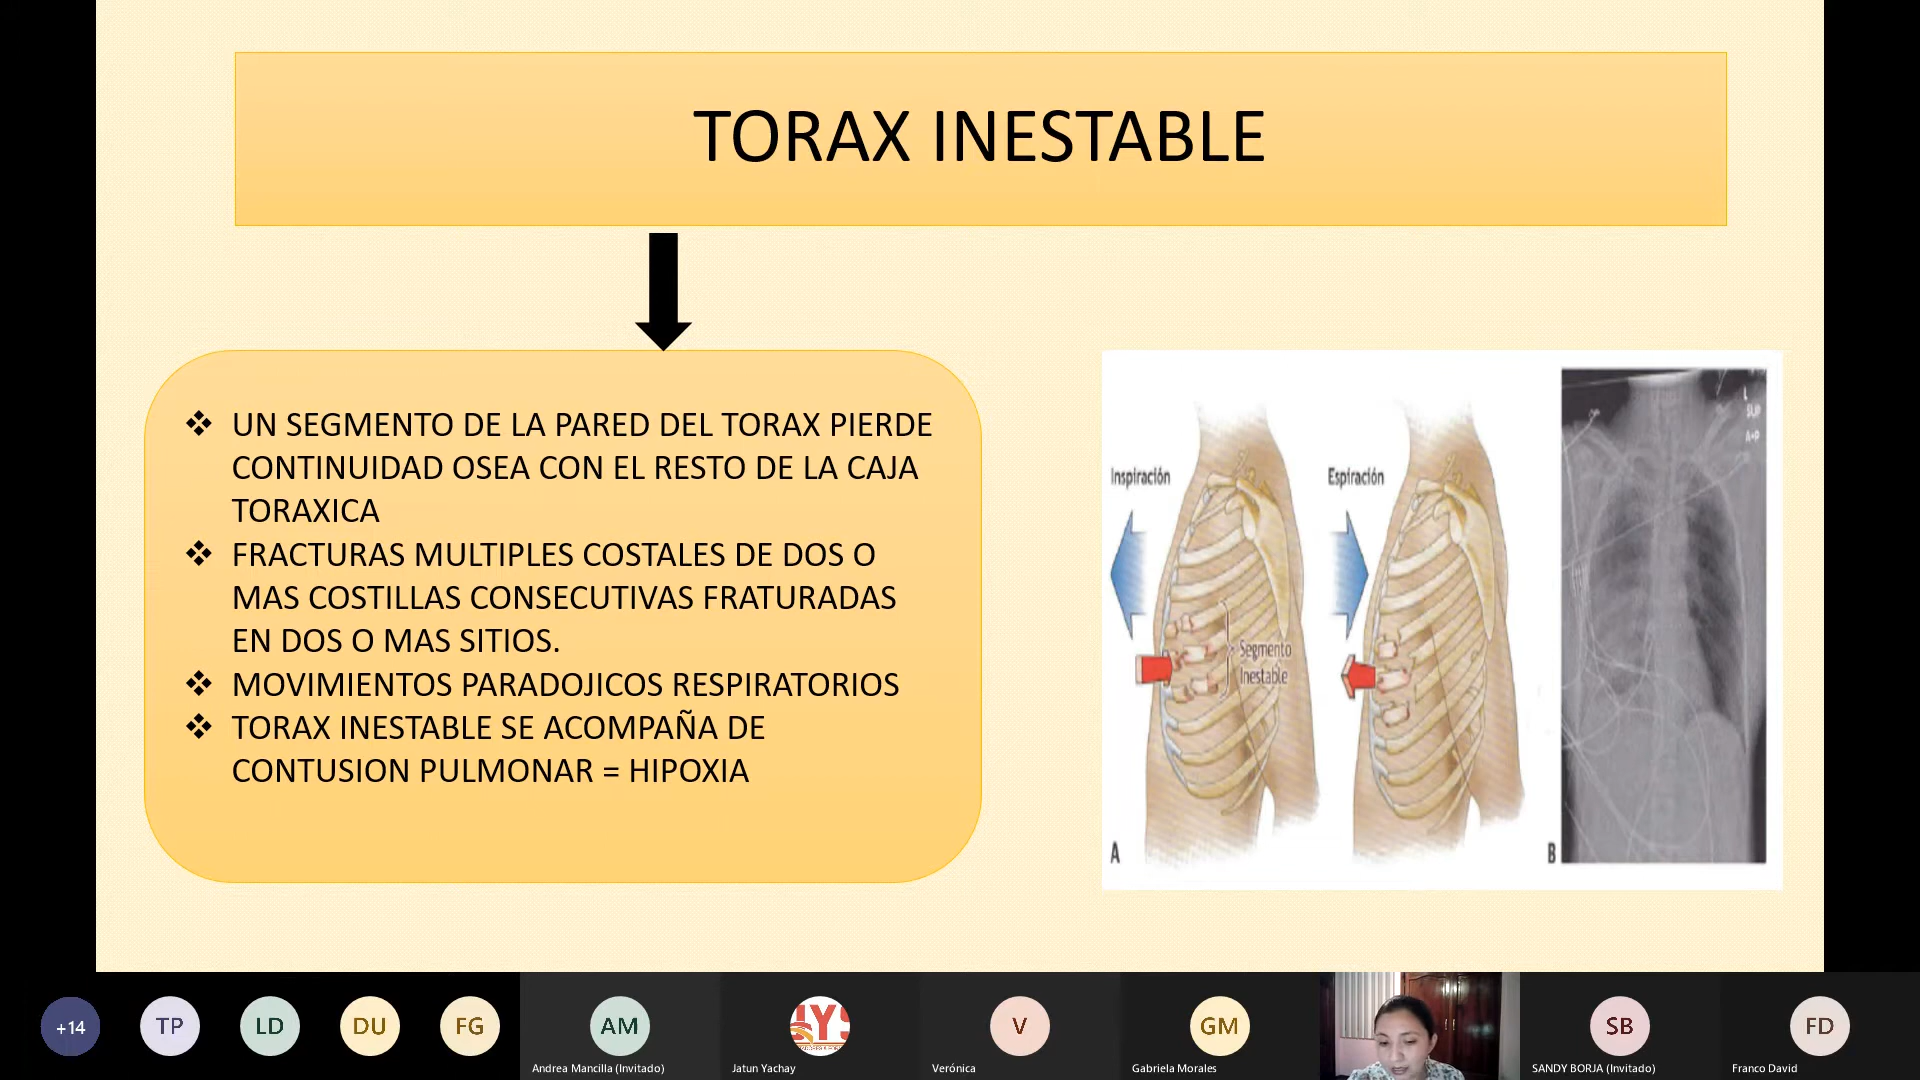 TORAX INESTABLE
❖ UN SEGMENTO DE LA PARED DEL TORAX PIERDE
CONTINUIDAD OSEA CON EL RESTO DE LA CAJA
TORAXICA
❖ FRACTURAS MULTIPLES COSTALES DE DOS O
MAS COSTILLAS CONSECUTIVAS FRATURADAS
EN DOS O MAS SITIOS.
❖ MOVIMIENTOS PARADOJICOS RESPIRATORIOS
❖ TORAX INESTABLE SE ACOMPAÑA DE
CONTUSION PULMONAR = HIPOXIA
Inspiración
Espiración
Segmento
Inestable
A
B
L
SUP
A+P
+14
TP
LD
DU
FG
AM
V
GM
SB
FD
Andrea Mancilla (Invitado)
Jatun Yachay
Verónica
Gabriela Morales
SANDY BORJA (Invitado)
Franco David